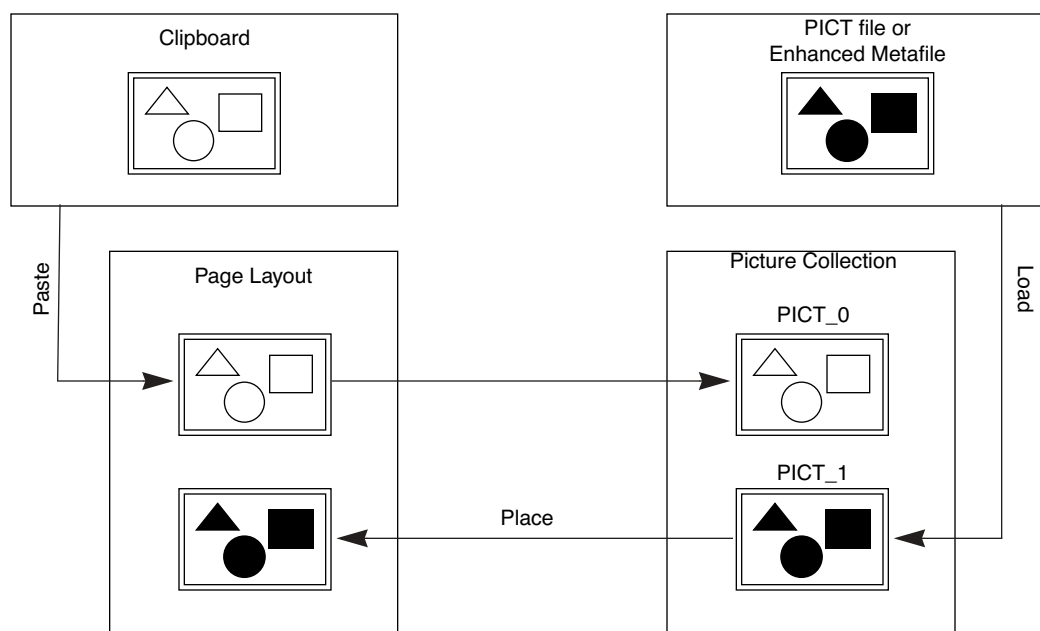 Clipboard
PICT file or
Enhanced Metafile
Paste
Page Layout
Picture Collection
Load
PICT_0
PICT_1
Place